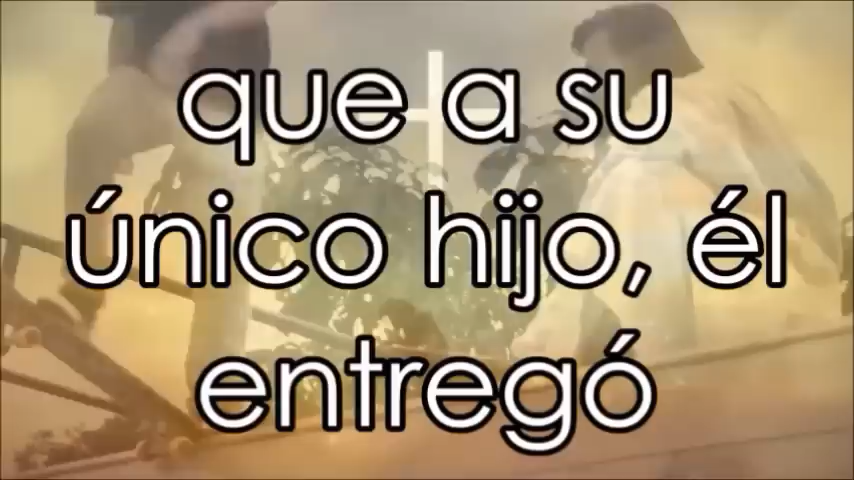 que a su
único hijo, él
entregó